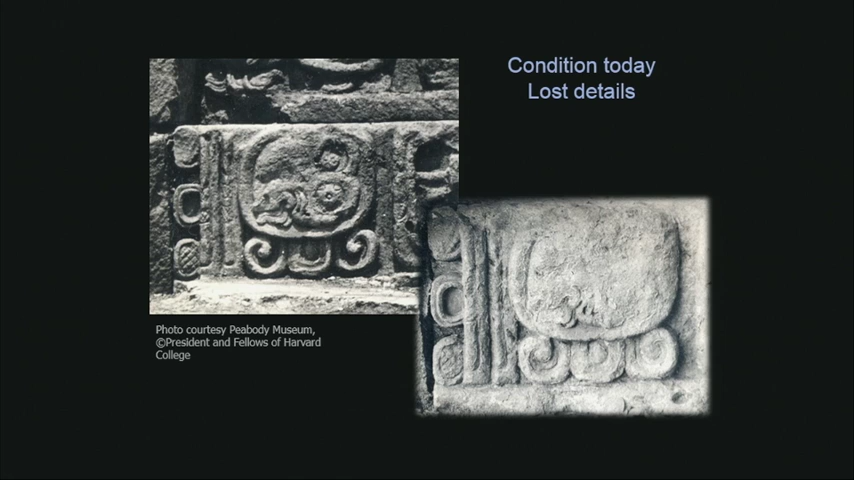 Condition today
Lost details
Photo courtesy Peabody Museum,
©President and Fellows of Harvard
College